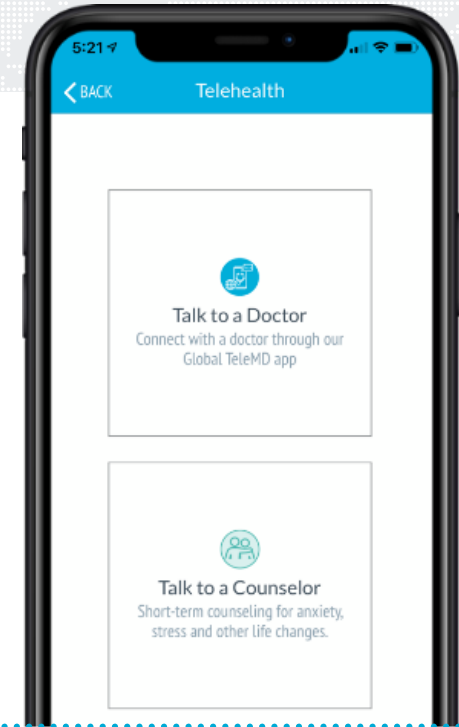 5:21
BACK
Telehealth
Talk to a Doctor
Connect with a doctor through our
Global TeleMD app
Talk to a Counselor
Short-term counseling for anxiety,
stress and other life changes.